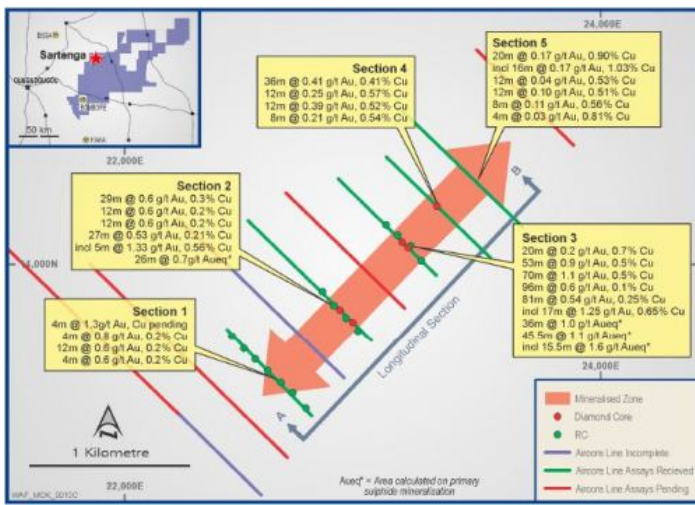 24,000E
Sartenga
50 km
22,000E
Section 4
36m @ 0.41 g/t Au, 0.41% Cu
12m @ 0.25 g/t Au, 0.57% Cu
12m @ 0.39 g/t Au, 0.52% Cu
8m @ 0.21 g/t Au, 0.54% Cu
Section 5
20m @ 0.17 g/t Au, 0.90% Cu
incl 16m @ 0.17 g/t Au, 1.03% Cu
12m @ 0.04 g/t Au, 0.53% Cu
12m @ 0.10 g/t Au, 0.51% Cu
8m @ 0.11 g/t Au, 0.56% Cu
4m @ 0.03 g/t Au, 0.81% Cu
B
Section 2
29m @ 0.6 g/t Au, 0.3% Cu
12m @ 0.6 g/t Au, 0.2% Cu
12m @ 0.6 g/t Au, 0.2% Cu
27m @ 0.53 g/t Au, 0.21% Cu
incl 5m @ 1.33 g/t Au, 0.56% Cu
26m @ 0.7g/t Aueq*
Section 3
20m @ 0.2 g/t Au, 0.7% Cu
53m @ 0.9 g/t Au, 0.5% Cu
70m @ 1.1 g/t Au, 0.5% Cu
96m @ 0.6 g/t Au, 0.1% Cu
81m @ 0.54 g/t Au, 0.25% Cu
incl 17m @ 1.25 g/t Au, 0.65% Cu
36m @ 1.0 g/t Aueq*
45.5m @ 1.1 g/t Aueq*
incl 15.5m @ 1.6 g/t Aueq*
Section 1
4m @ 1.3g/t Au, Cu pending
4m @ 0.8 g/t Au, 0.2% Cu
12m @ 0.6 g/t Au, 0.2% Cu
4m @ 0.6 g/t Au, 0.2% Cu
Longitudinal Section
A
24,000E
1 Kilometre
22,000E
Aueq* = Area calculated on primary
sulphide mineralisation
Mineralised Zone
Diamond Core
RC
Aircore Line Incomplete
Aircore Line Assays Recieved
Aircore Line Assays Pending